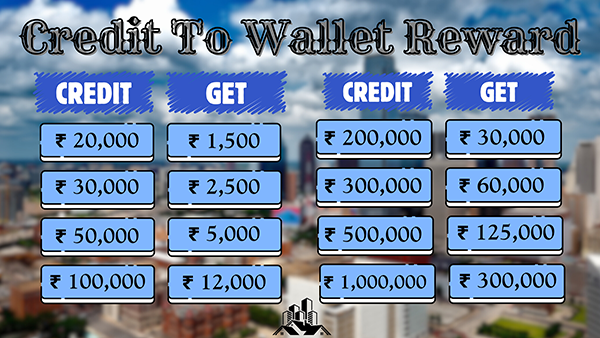 Credit To Wallet Reward
CREDIT GET CREDIT GET
₹ 20,000 ₹ 1,500 ₹ 200,000 ₹ 30,000
₹ 30,000 ₹ 2,500 ₹ 300,000 ₹ 60,000
₹ 50,000 ₹ 5,000 ₹ 500,000 ₹ 125,000
₹ 100,000 ₹ 12,000 ₹ 1,000,000 ₹ 300,000